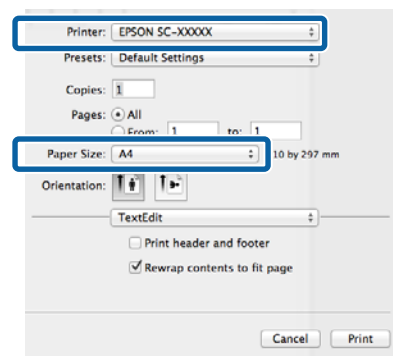 Printer: EPSON SC-XXXXX
Presets: Default Settings
Copies: 1
Pages: All
From: 1 to: 1
Paper Size: A4 10 by 297 mm
Orientation:
TextEdit
Print header and footer
Rewrap contents to fit page
Cancel Print